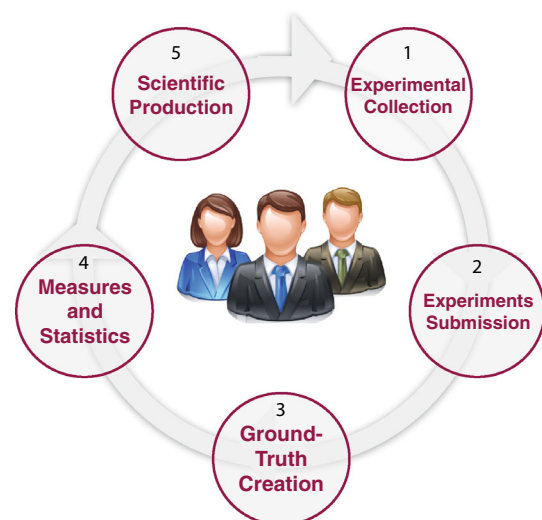 1
Experimental
Collection
2
Experiments
Submission
3
Ground-
Truth
Creation
4
Measures
and
Statistics
5
Scientific
Production